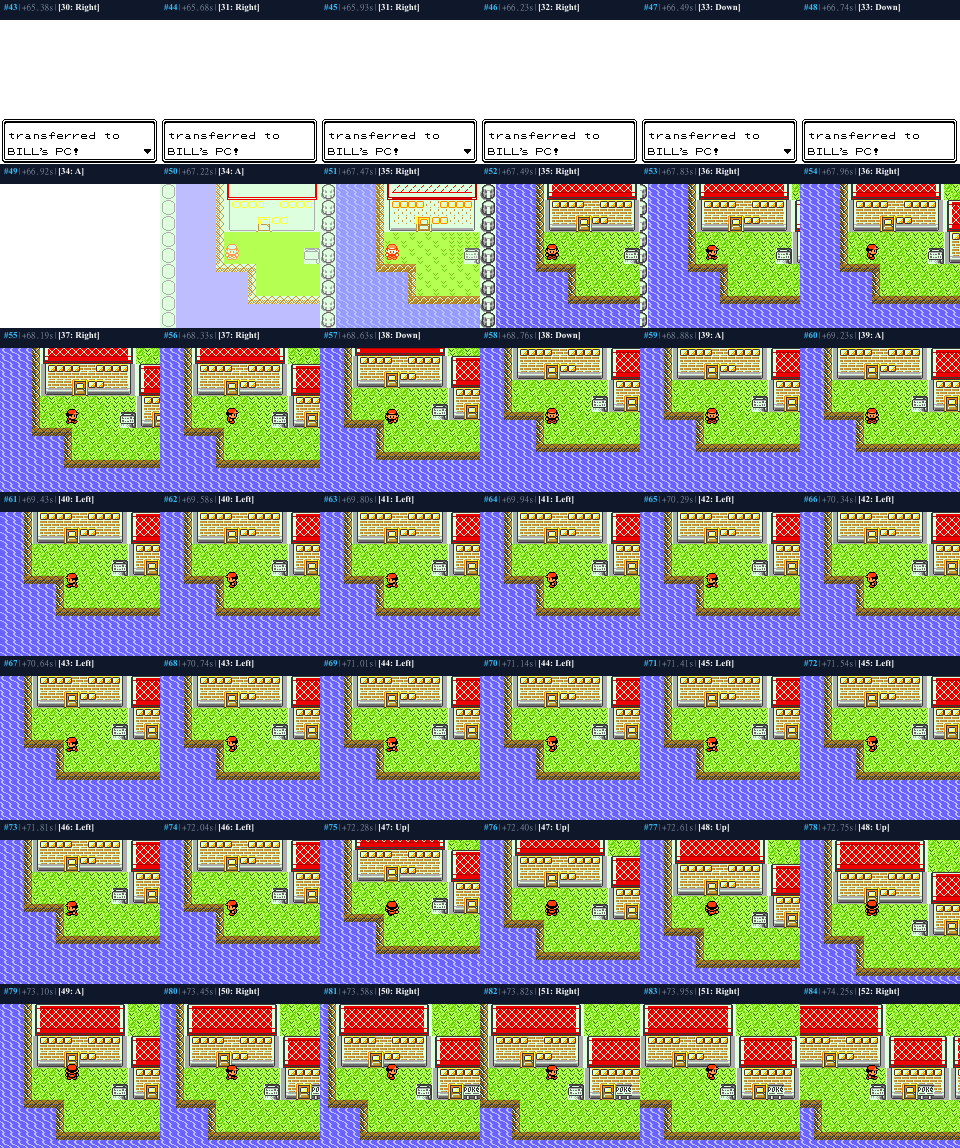 #43|+65.38s|[30: Right]
#44|+65.68s|[31: Right]
#45|+65.93s|[31: Right]
#46|+66.23s|[32: Right]
#47|+66.49s|[33: Down]
#48|+66.74s|[33: Down]
transferred to
BILL's PC!
transferred to
BILL's PC!
transferred to
BILL's PC!
transferred to
BILL's PC!
transferred to
BILL's PC!
transferred to
BILL's PC!
#49|+66.92s|[34: A]
#50|+67.22s|[34: A]
#51|+67.47s|[35: Right]
#52|+67.49s|[35: Right]
#53|+67.83s|[36: Right]
#54|+67.96s|[36: Right]
#55|+68.19s|[37: Right]
#56|+68.33s|[37: Right]
#57|+68.63s|[38: Down]
#58|+68.76s|[38: Down]
#59|+68.88s|[39: A]
#60|+69.23s|[39: A]
#61|+69.43s|[40: Left]
#62|+69.58s|[40: Left]
#63|+69.80s|[41: Left]
#64|+69.94s|[41: Left]
#65|+70.29s|[42: Left]
#66|+70.34s|[42: Left]
#67|+70.64s|[43: Left]
#68|+70.74s|[43: Left]
#69|+71.01s|[44: Left]
#70|+71.14s|[44: Left]
#71|+71.41s|[45: Left]
#72|+71.54s|[45: Left]
#73|+71.81s|[46: Left]
#74|+72.04s|[46: Left]
#75|+72.28s|[47: Up]
#76|+72.40s|[47: Up]
#77|+72.61s|[48: Up]
#78|+72.75s|[48: Up]
#79|+73.10s|[49: A]
#80|+73.45s|[50: Right]
#81|+73.58s|[50: Right]
#82|+73.82s|[51: Right]
#83|+73.95s|[51: Right]
#84|+74.25s|[52: Right]
POKE
POKE
POKE
POKE